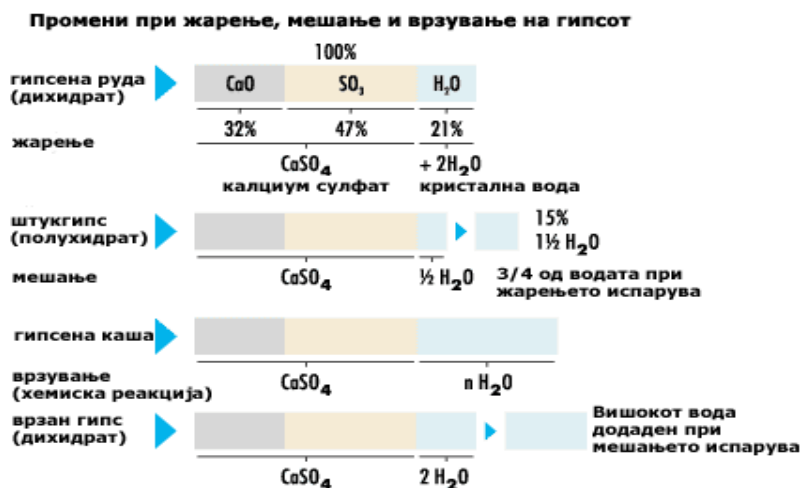 Промени при жарење, мешање и врзување на гипсот
100%
гипсена руда
(дихидрат)
CaO SO₃ H₂O
32% 47% 21%
жарење
CaSO₄ + 2H₂O
калциум сулфат кристална вода
штукгипс
(полухидрат)
15%
1½ H₂O
мешање
CaSO₄ ½ H₂O
3/4 од водата при
жарењето испарува
гипсена каша
врзување
(хемиска реакција)
CaSO₄ n H₂O
врзан гипс
(дихидрат)
Вишокот вода
додаден при
мешањето испарува
CaSO₄ 2 H₂O